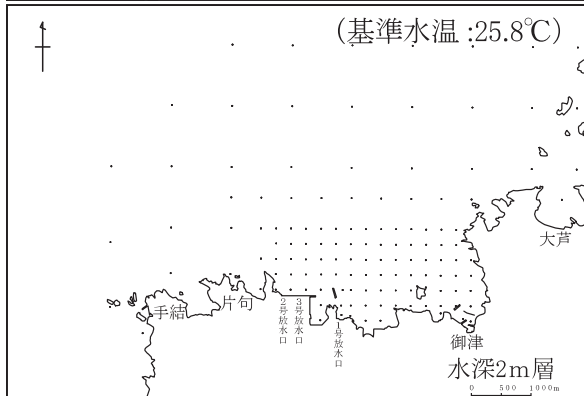 (基準水温:25.8℃)
大芦
手結
片句
2号放水口
3号放水口
1号放水口
御津
水深2m層
0 500 1000m